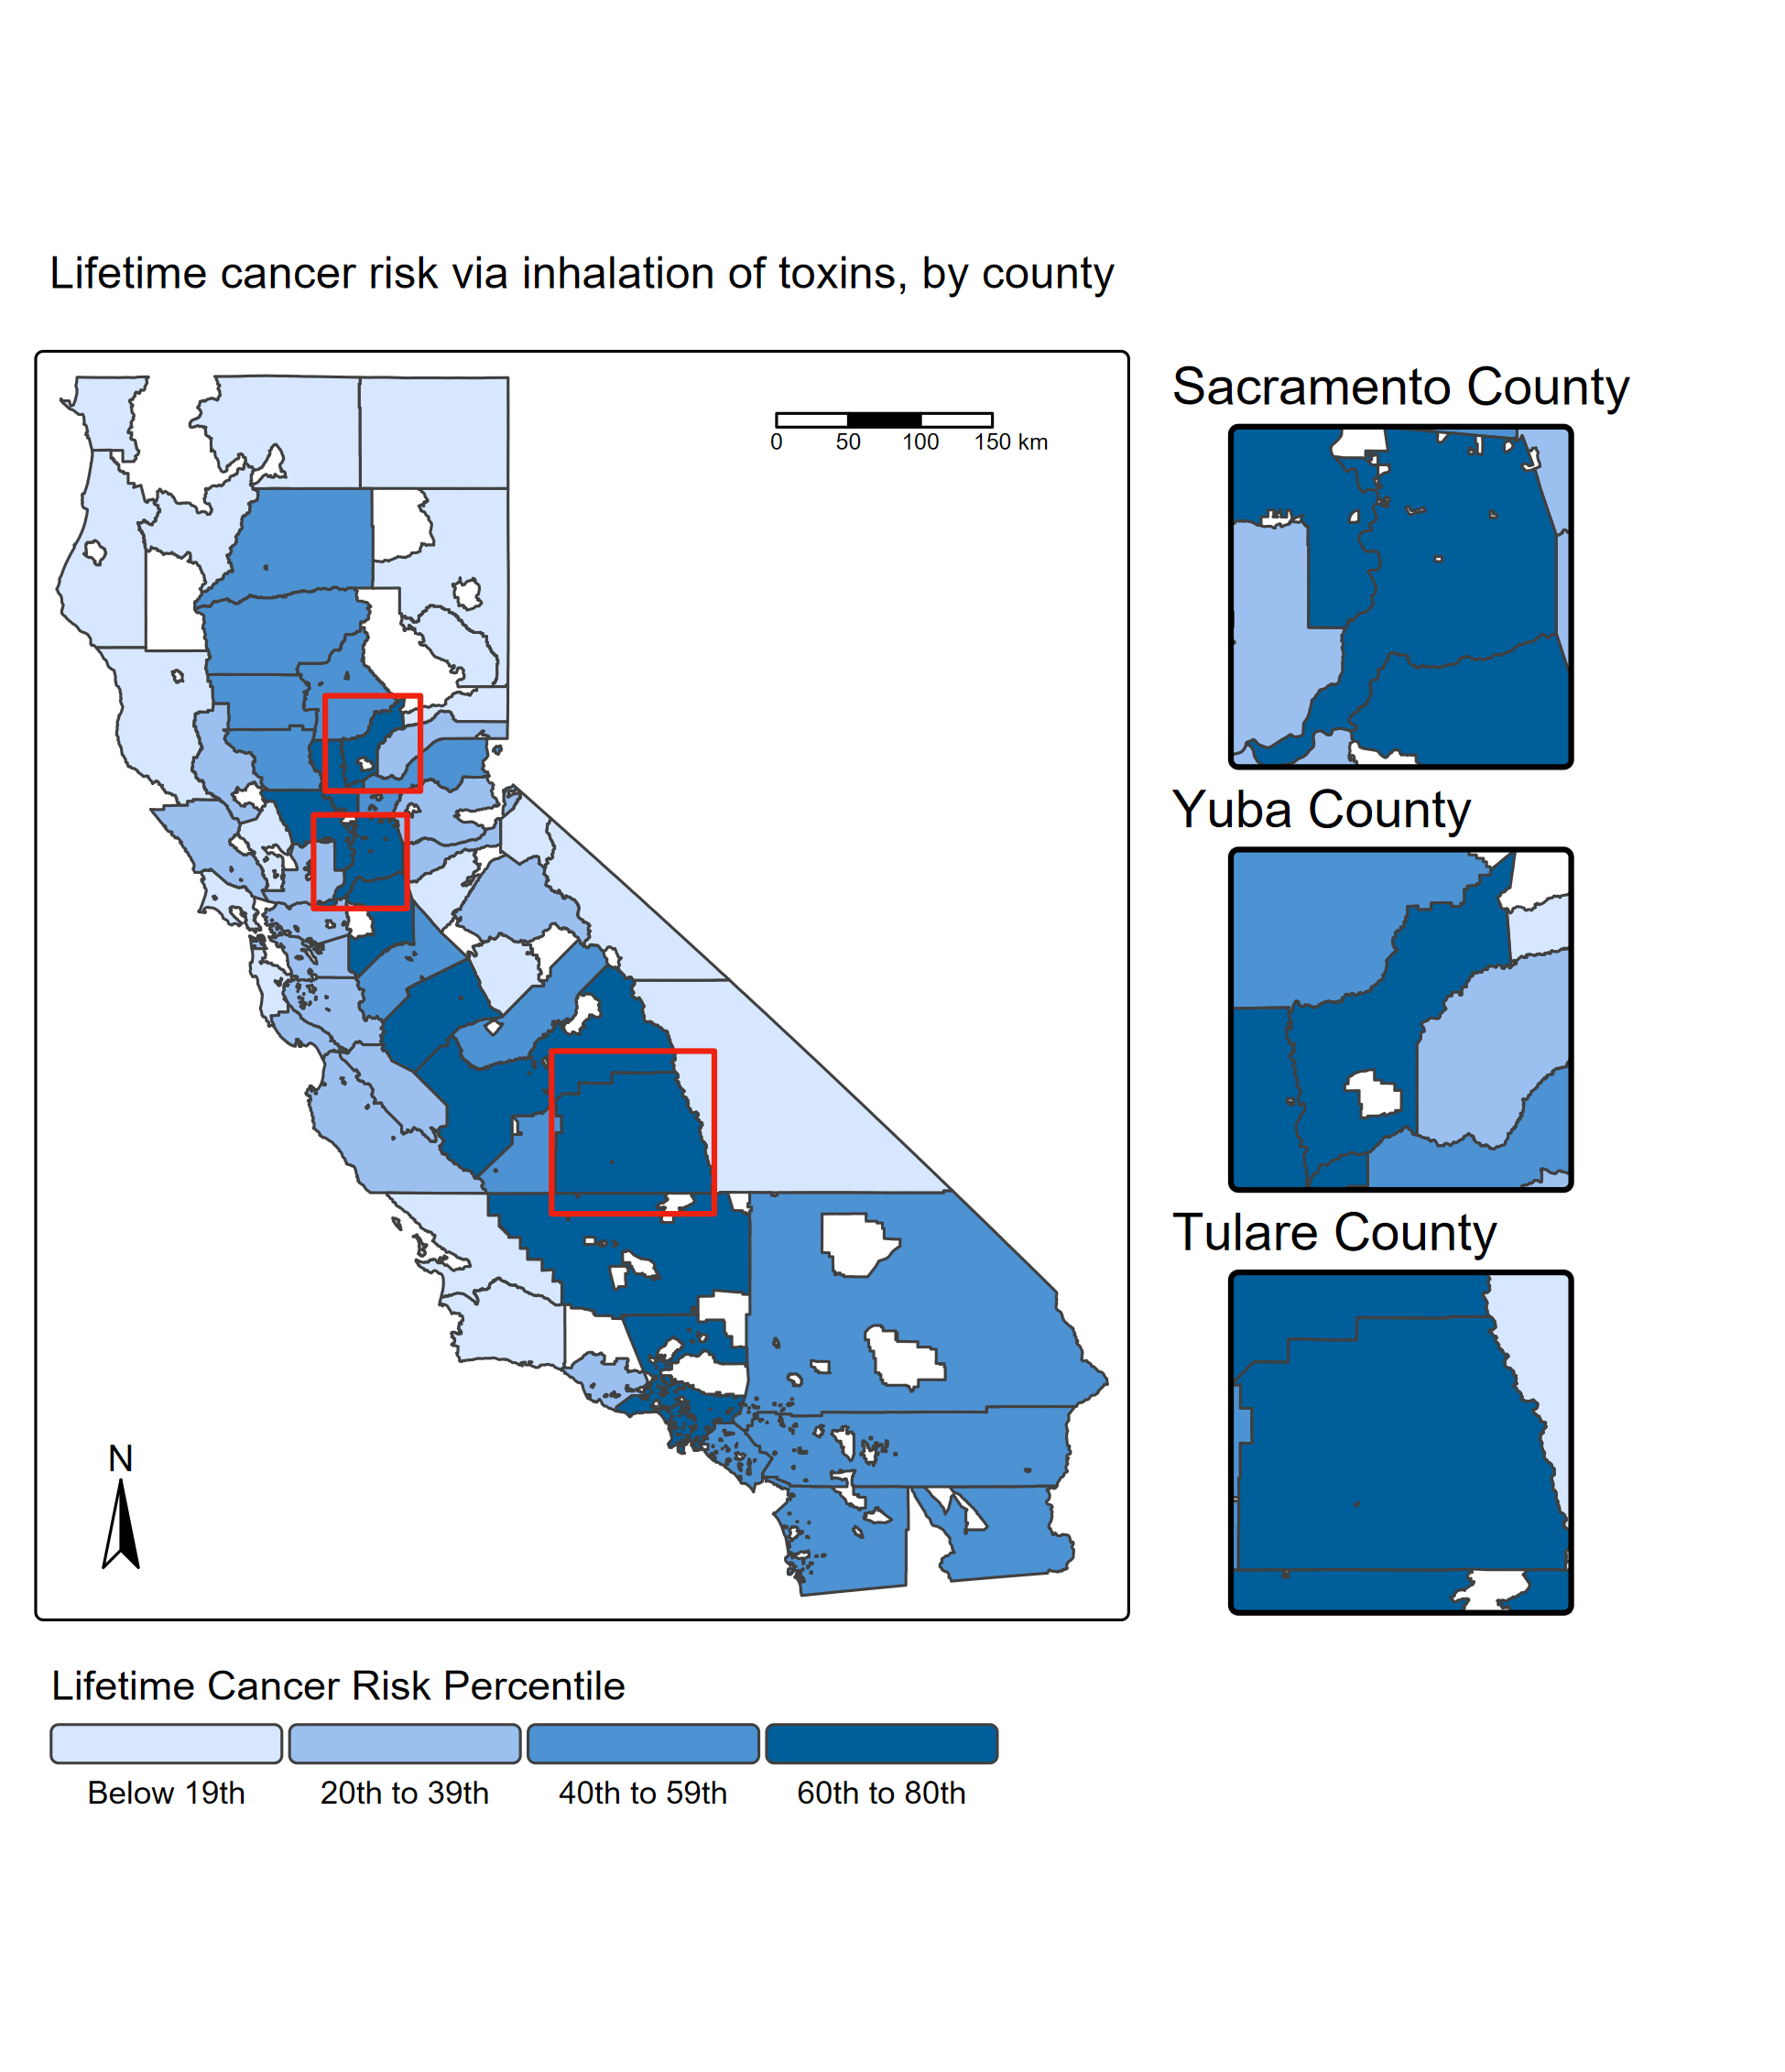 Lifetime cancer risk via inhalation of toxins, by county
0 50 100 150 km
N
Sacramento County
Yuba County
Tulare County
Lifetime Cancer Risk Percentile
Below 19th 20th to 39th 40th to 59th 60th to 80th